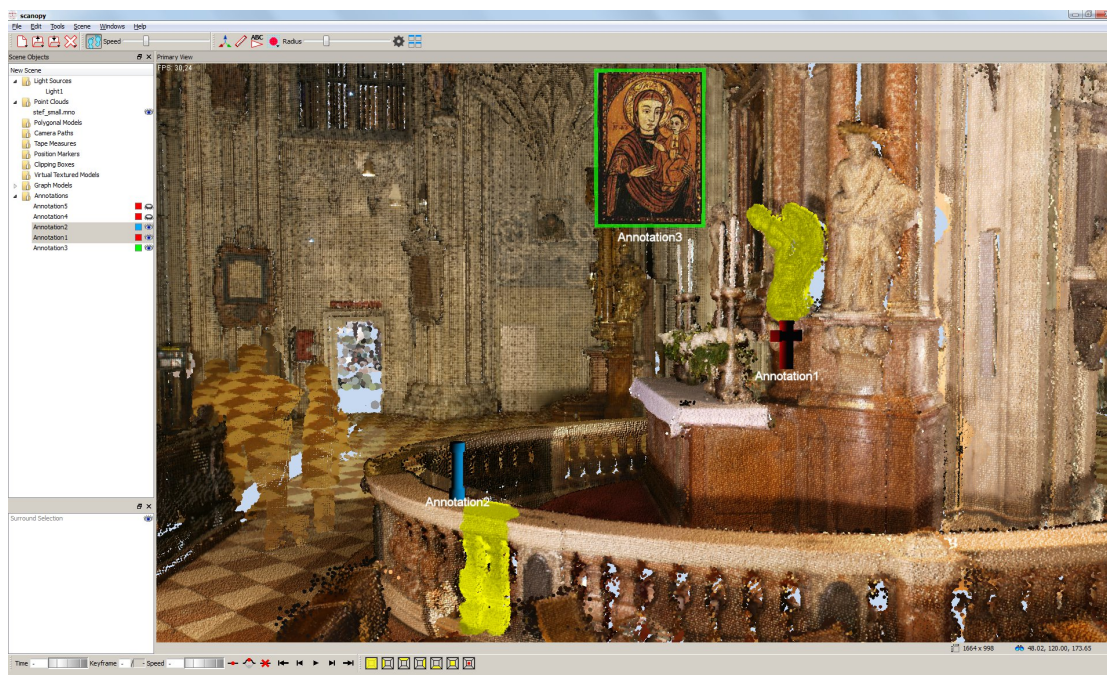 scanopy
File Edit Tools Scene Windows Help
Speed ABC Radius
Scene Objects
Primary View
New Scene
FPS: 30,24
Light Sources
Light1
Point Clouds
stef_small.mno
Polygonal Models
Camera Paths
Tape Measures
Position Markers
Clipping Boxes
Virtual Textured Models
Graph Models
Annotations
Annotation5
Annotation4
Annotation2
Annotation1
Annotation3
Annotation3
Annotation1
Annotation2
Surround Selection
1664 x 998 48.02, 120.00, 173.65
Time - Keyframe - / - Speed -